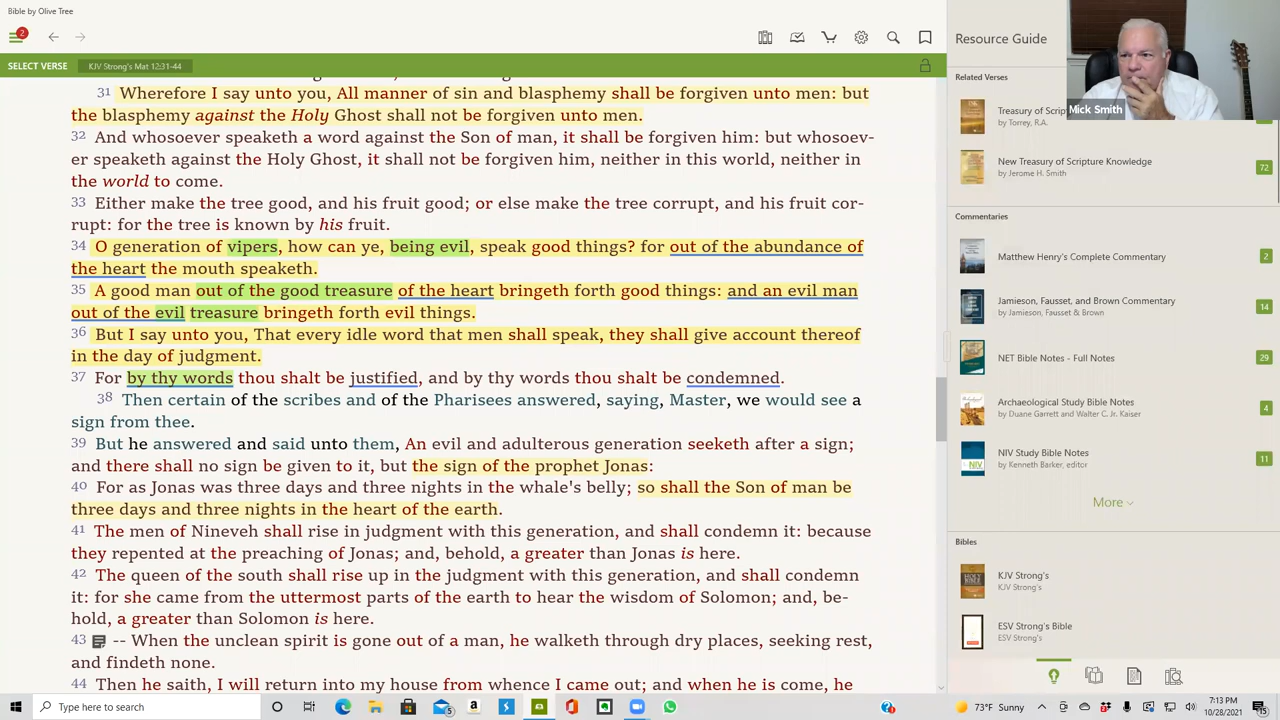 Bible by Olive Tree
2
SELECT VERSE KJV Strong's Mat 12:31-44
31 Wherefore I say unto you, All manner of sin and blasphemy shall be forgiven unto men: but
the blasphemy against the Holy Ghost shall not be forgiven unto men.
32 And whosoever speaketh a word against the Son of man, it shall be forgiven him: but whosoev-
er speaketh against the Holy Ghost, it shall not be forgiven him, neither in this world, neither in
the world to come.
33 Either make the tree good, and his fruit good; or else make the tree corrupt, and his fruit cor-
rupt: for the tree is known by his fruit.
34 O generation of vipers, how can ye, being evil, speak good things? for out of the abundance of
the heart the mouth speaketh.
35 A good man out of the good treasure of the heart bringeth forth good things: and an evil man
out of the evil treasure bringeth forth evil things.
36 But I say unto you, That every idle word that men shall speak, they shall give account thereof
in the day of judgment.
37 For by thy words thou shalt be justified, and by thy words thou shalt be condemned.
38 Then certain of the scribes and of the Pharisees answered, saying, Master, we would see a
sign from thee.
39 But he answered and said unto them, An evil and adulterous generation seeketh after a sign;
and there shall no sign be given to it, but the sign of the prophet Jonas:
40 For as Jonas was three days and three nights in the whale's belly; so shall the Son of man be
three days and three nights in the heart of the earth.
41 The men of Nineveh shall rise in judgment with this generation, and shall condemn it: because
they repented at the preaching of Jonas; and, behold, a greater than Jonas is here.
42 The queen of the south shall rise up in the judgment with this generation, and shall condemn
it: for she came from the uttermost parts of the earth to hear the wisdom of Solomon; and, be-
hold, a greater than Solomon is here.
43 -- When the unclean spirit is gone out of a man, he walketh through dry places, seeking rest,
and findeth none.
44 Then he saith, I will return into my house from whence I came out; and when he is come, he
Resource Guide
Related Verses
Treasury of Scrip
by Torrey, R.A.
Mick Smith
New Treasury of Scripture Knowledge
by Jerome H. Smith
72
Commentaries
Matthew Henry's Complete Commentary
2
Jamieson, Fausset, and Brown Commentary
by Jamieson, Fausset & Brown
14
NET Bible Notes - Full Notes
29
Archaeological Study Bible Notes
by Duane Garrett and Walter C. Jr. Kaiser
4
NIV Study Bible Notes
by Kenneth Barker, editor
11
More
Bibles
KJV Strong's
KJV Strong's
ESV Strong's Bible
ESV Strong's
Type here to search
73°F Sunny
7:13 PM
10/28/2021